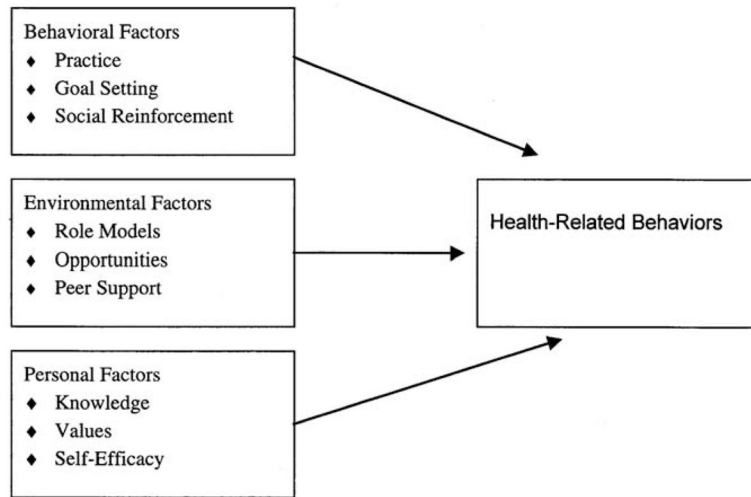 Behavioral Factors
♦ Practice
♦ Goal Setting
♦ Social Reinforcement
Environmental Factors
♦ Role Models
♦ Opportunities
♦ Peer Support
Health-Related Behaviors
Personal Factors
♦ Knowledge
♦ Values
♦ Self-Efficacy